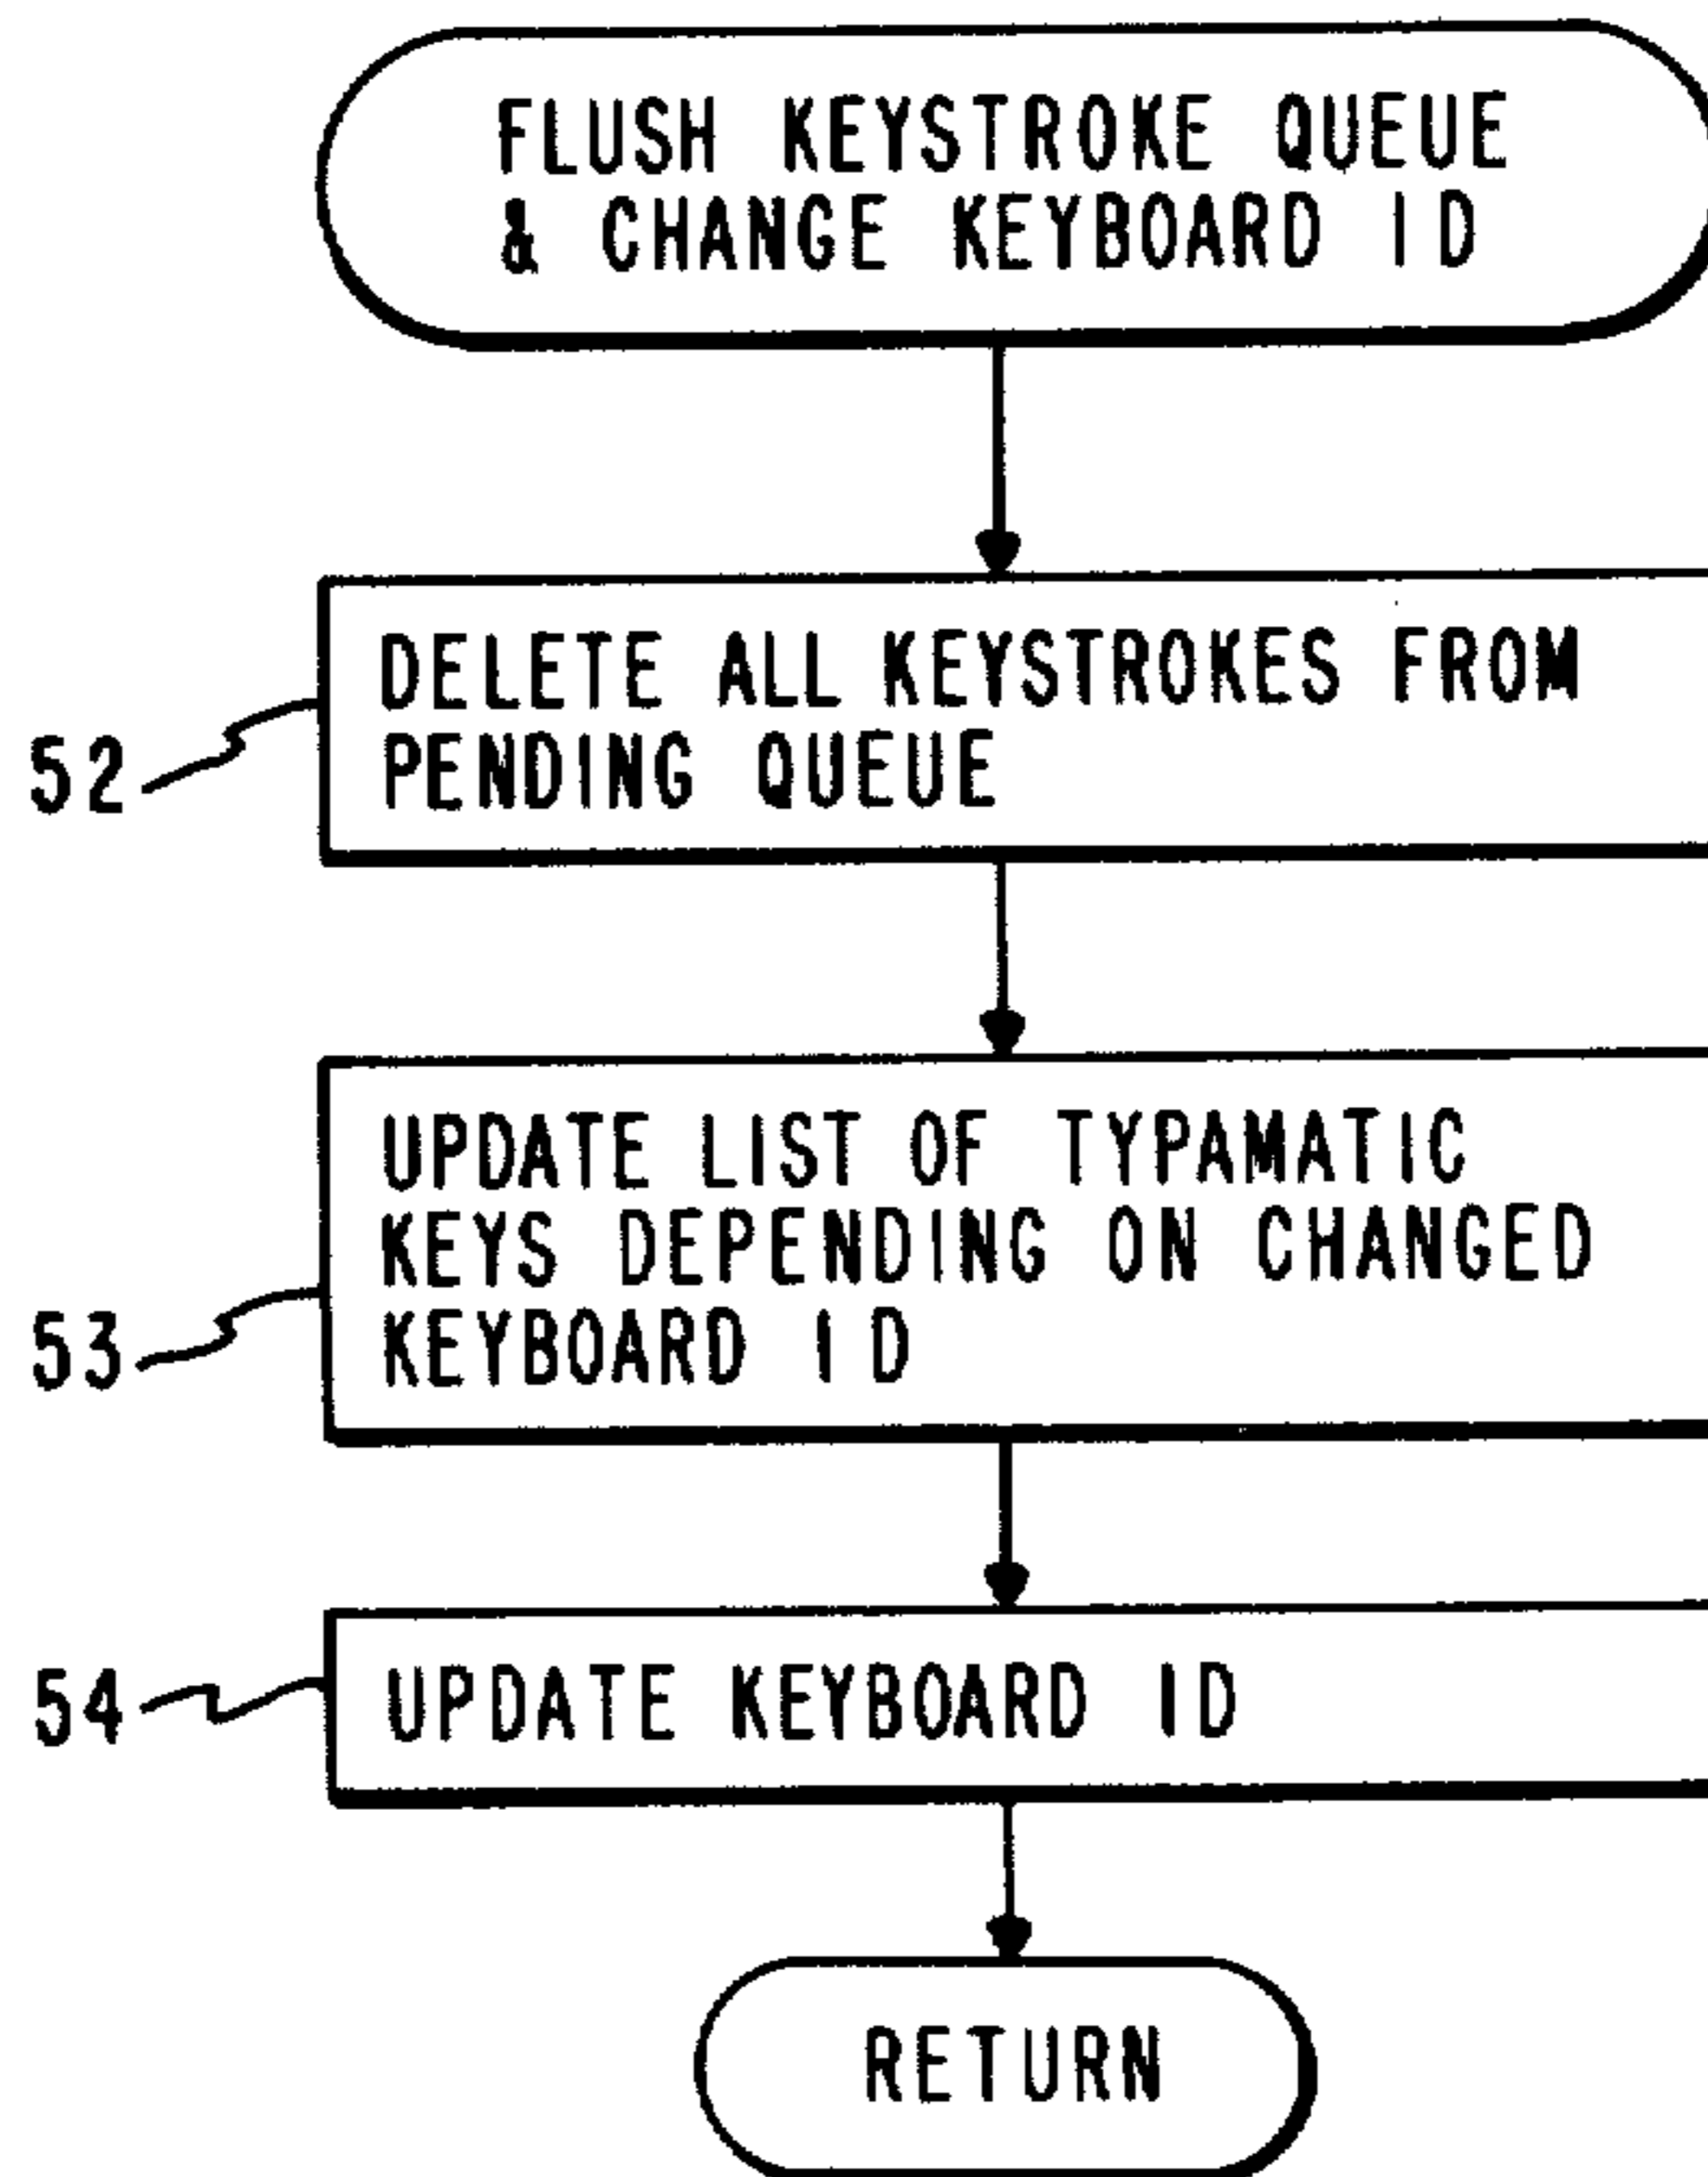 FLUSH KEYSTROKE QUEUE
& CHANGE KEYBOARD ID
DELETE ALL KEYSTROKES FROM
PENDING QUEUE
52
UPDATE LIST OF TYPAMATIC
KEYS DEPENDING ON CHANGED
KEYBOARD ID
53
UPDATE KEYBOARD ID
54
RETURN